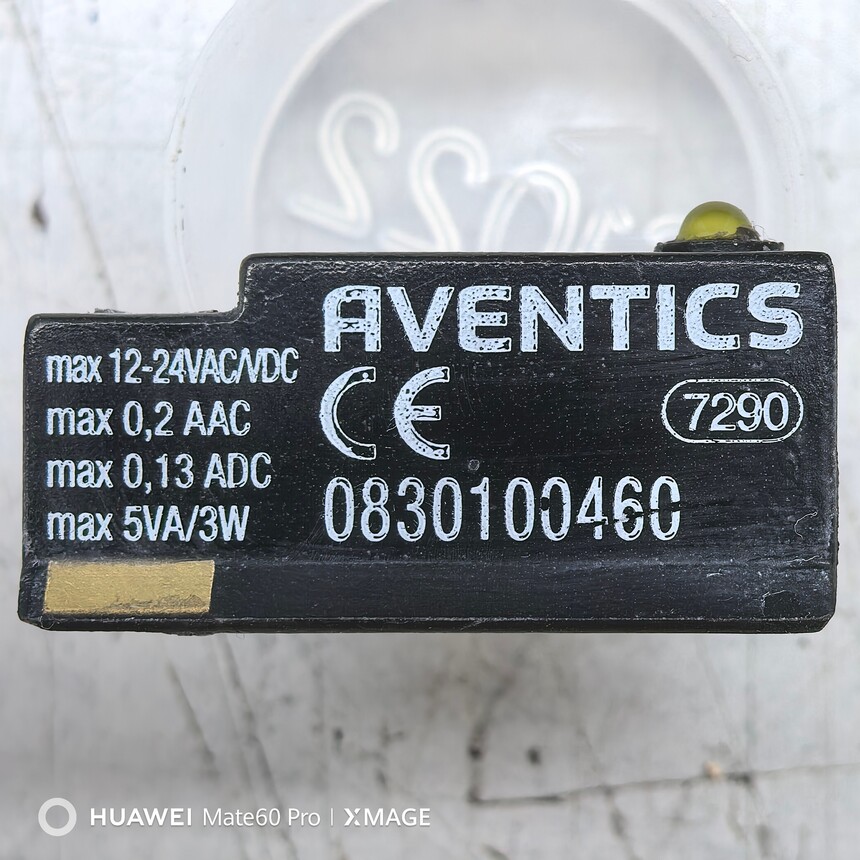 AVENTICS
max 12-24VAC/VDC
max 0,2 AAC
max 0,13 ADC
max 5VA/3W
CE
7290
0830100460
HUAWEI Mate60 Pro | XMAGE